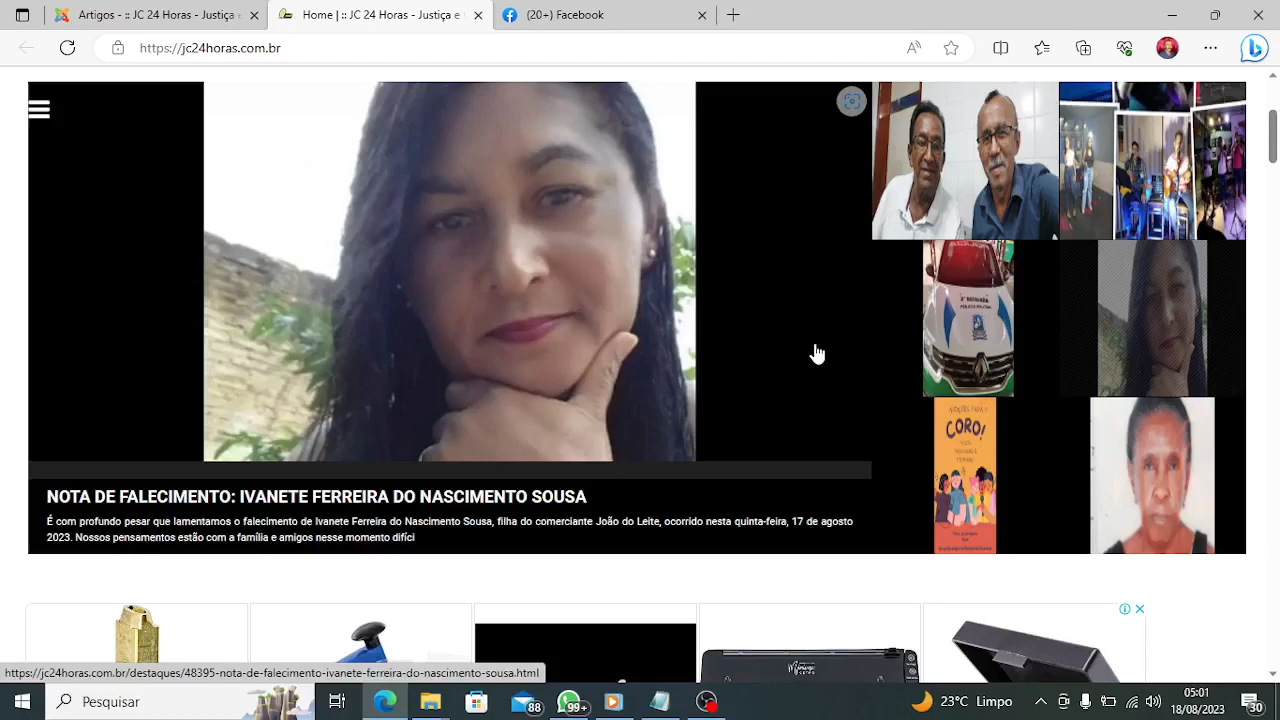 Artigos - :: JC 24 Horas - Justiça e
Home | :: JC 24 Horas - Justiça e
(20+) Facebook
https://jc24horas.com.br
POLÍCIA MILITAR
CORO!
NOTA DE FALECIMENTO: IVANETE FERREIRA DO NASCIMENTO SOUSA
É com profundo pesar que lamentamos o falecimento de Ivanete Ferreira do Nascimento Sousa, filha do comerciante João do Leite, ocorrido nesta quinta-feira, 17 de agosto
2023. Nossos pensamentos estão com a família e amigos nesse momento difíci
https://jc24horas.com.br/destaques/48395-nota-de-falecimento-ivanete-ferreira-do-nascimento-sousa.html
Pesquisar
88
99+
23°C Limpo
05:01
18/08/2023
30